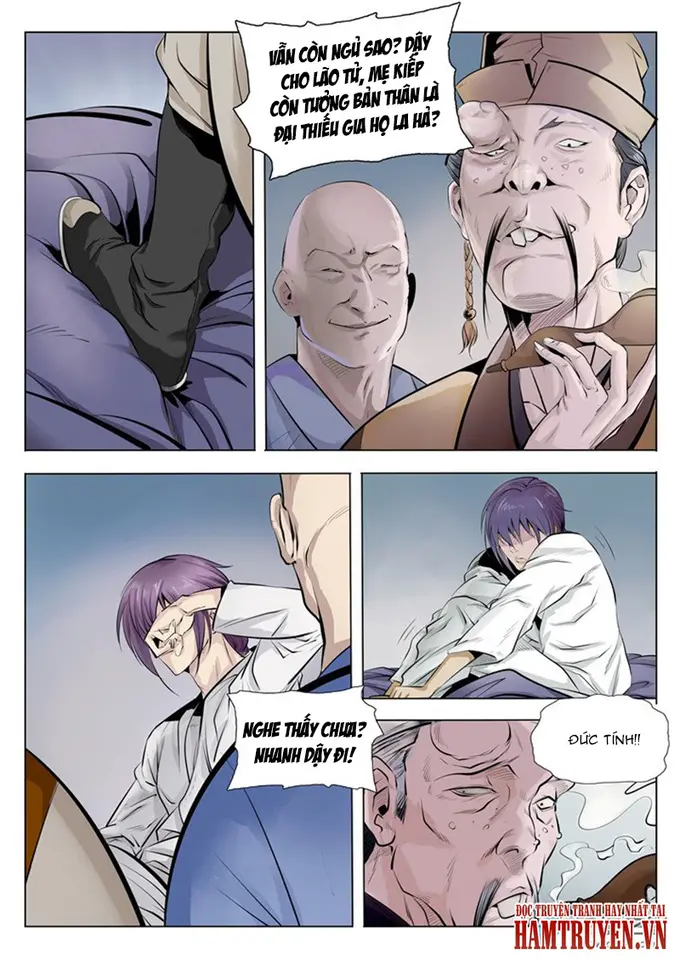 VẪN CÒN NGỦ SAO? DẬY
CHO LÃO TỬ, MẸ KIẾP
CÒN TƯỞNG BẢN THÂN LÀ
ĐẠI THIẾU GIA HỌ LA HẢ?
NGHE THẤY CHƯA?
NHANH DẬY ĐI!
ĐỨC TÍNH!!
ĐỌC TRUYỆN TRANH HAY NHẤT TẠI
HAMTRUYEN.VN